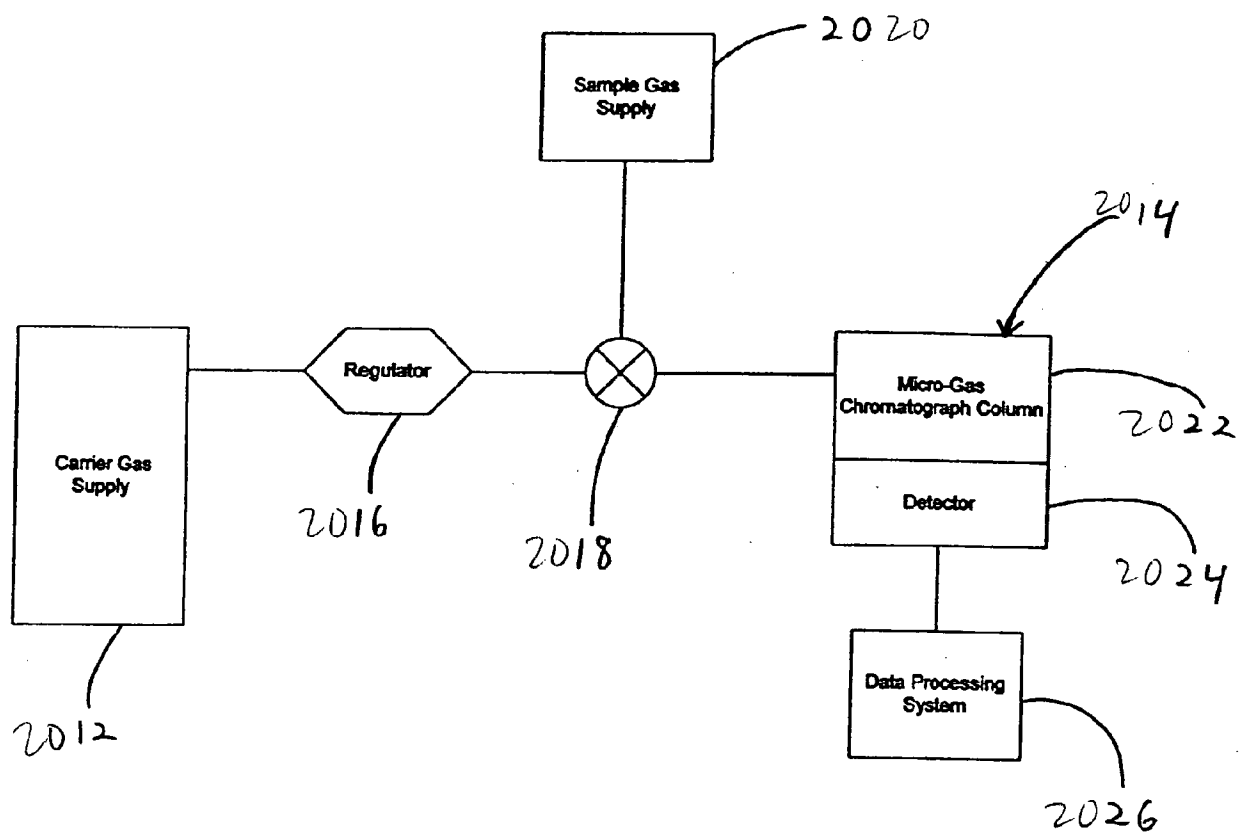 2020
Sample Gas
Supply
2014
Regulator
Micro-Gas
Chromatograph Column
2022
Carrier Gas
Supply
Detector
2016
2018
2024
Data Processing
System
2012
2026